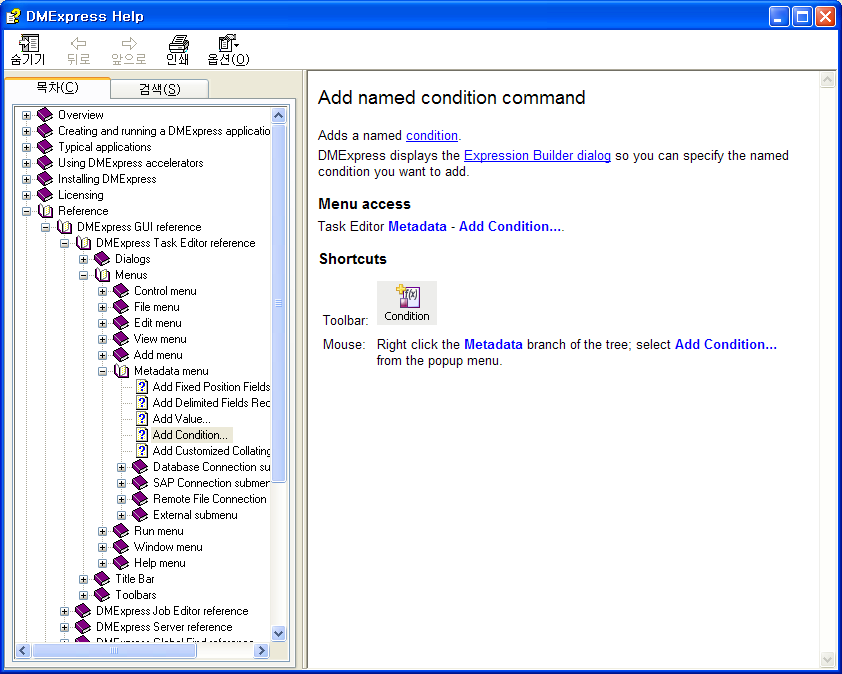 DMExpress Help
숨기기 뒤로 앞으로 인쇄 옵션(O)
목차(C) 검색(S)
Overview
Creating and running a DMExpress applicatio
Typical applications
Using DMExpress accelerators
Installing DMExpress
Licensing
Reference
DMExpress GUI reference
DMExpress Task Editor reference
Dialogs
Menus
Control menu
File menu
Edit menu
View menu
Add menu
Metadata menu
Add Fixed Position Fields
Add Delimited Fields Rec
Add Value...
Add Condition...
Add Customized Collating
Database Connection su
SAP Connection submen
Remote File Connection
External submenu
Run menu
Window menu
Help menu
Title Bar
Toolbars
DMExpress Job Editor reference
DMExpress Server reference
DMExpress Global Find reference
Add named condition command
Adds a named condition.
DMExpress displays the Expression Builder dialog so you can specify the named
condition you want to add.
Menu access
Task Editor Metadata - Add Condition....
Shortcuts
f(x)
Condition
Toolbar:
Mouse: Right click the Metadata branch of the tree; select Add Condition...
from the popup menu.